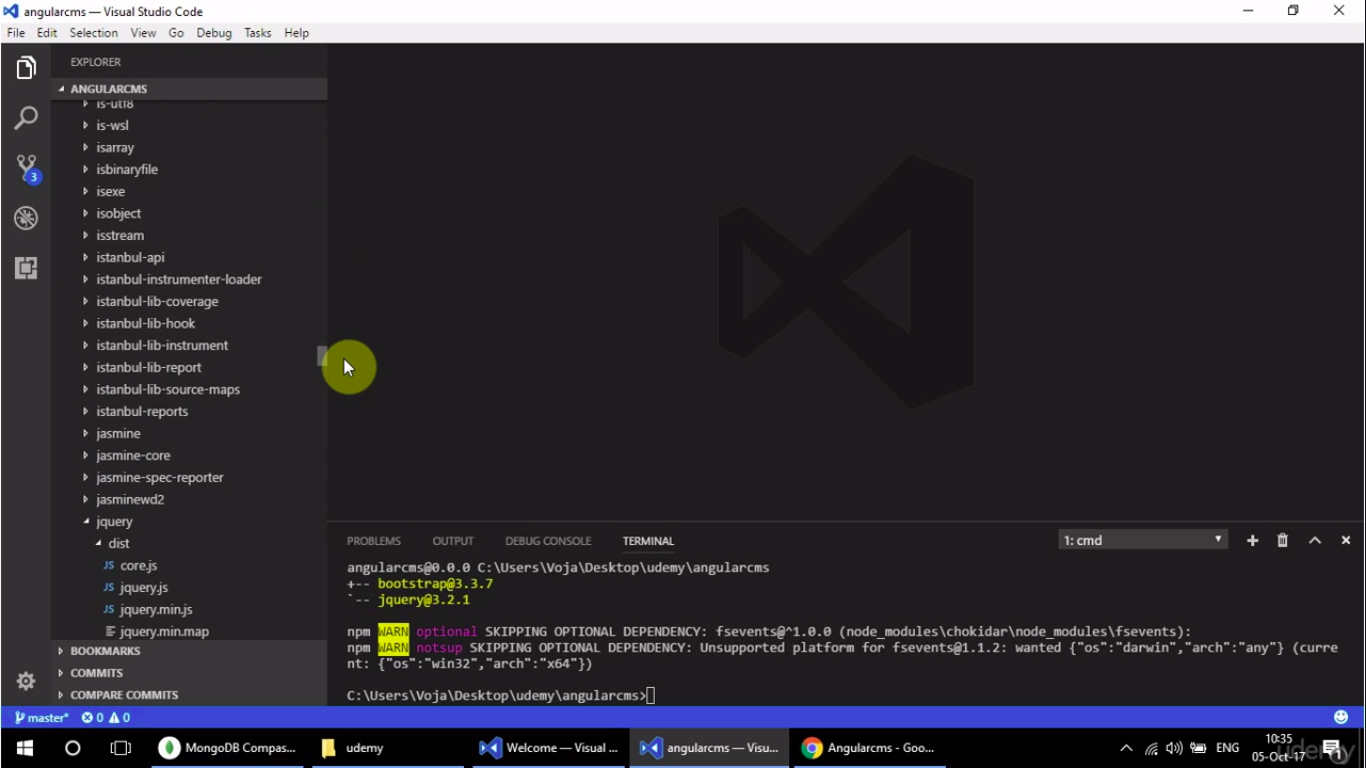 angularcms — Visual Studio Code
File Edit Selection View Go Debug Tasks Help
EXPLORER
ANGULARCMS
is-utf8
is-wsl
isarray
isbinaryfile
isexe
isobject
isstream
istanbul-api
istanbul-instrumenter-loader
istanbul-lib-coverage
istanbul-lib-hook
istanbul-lib-instrument
istanbul-lib-report
istanbul-lib-source-maps
istanbul-reports
jasmine
jasmine-core
jasmine-spec-reporter
jasminewd2
jquery
dist
JS core.js
JS jquery.js
JS jquery.min.js
jquery.min.map
BOOKMARKS
COMMITS
COMPARE COMMITS
3
PROBLEMS OUTPUT DEBUG CONSOLE TERMINAL 1: cmd
angularcms@0.0.0 C:\Users\Voja\Desktop\udemy\angularcms
+-- bootstrap@3.3.7
`-- jquery@3.2.1
npm WARN optional SKIPPING OPTIONAL DEPENDENCY: fsevents@^1.0.0 (node_modules\chokidar\node_modules\fsevents):
npm WARN notsup SKIPPING OPTIONAL DEPENDENCY: Unsupported platform for fsevents@1.1.2: wanted {"os":"darwin","arch":"any"} (curre
nt: {"os":"win32","arch":"x64"})
C:\Users\Voja\Desktop\udemy\angularcms>
master* 0 0
MongoDB Compas... udemy Welcome — Visual ... angularcms — Visu... Angularcms - Goo... ENG
10:35
05-Oct-17
1
udemy